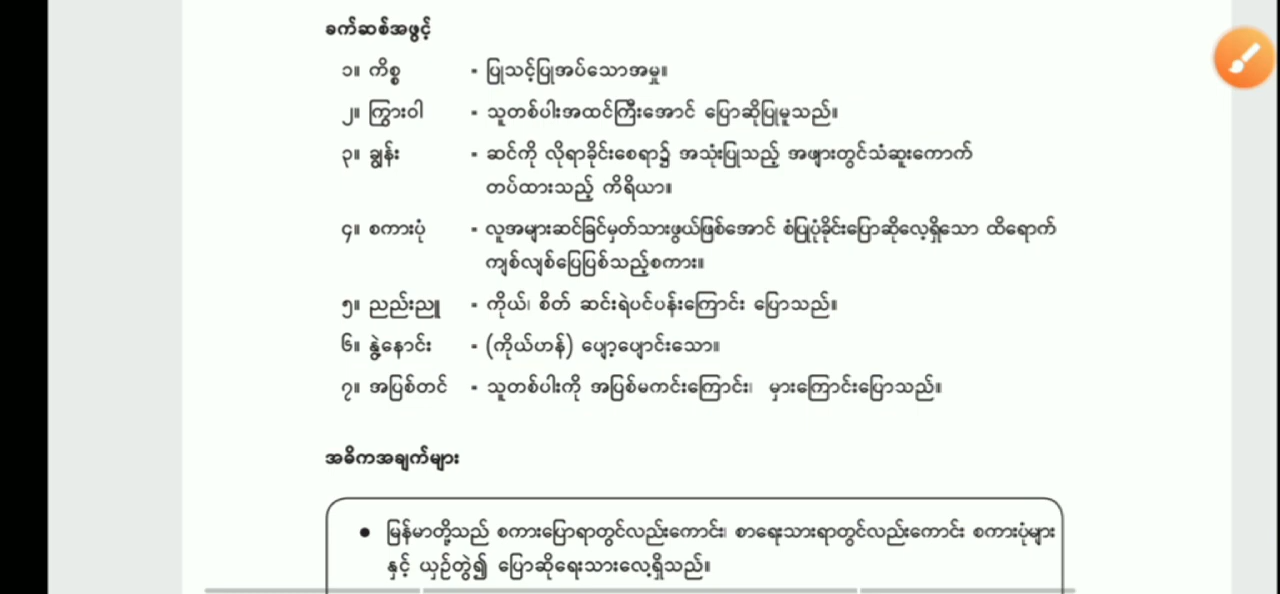 ခက်ဆစ်အဖွင့်
၁။ ကိစ္စ - ပြုသင့်ပြုအပ်သောအမှု။
၂။ ကြွားဝါ - သူတစ်ပါးအထင်ကြီးအောင် ပြောဆိုပြုမူသည်။
၃။ ချွန်း - ဆင်ကို လိုရာခိုင်းစေရာ၌ အသုံးပြုသည့် အဖျားတွင်သံဆူးကောက်
တပ်ထားသည့် ကိရိယာ။
၄။ စကားပုံ - လူအများဆင်ခြင်မှတ်သားဖွယ်ဖြစ်အောင် စံပြုပုံခိုင်းပြောဆိုလေ့ရှိသော ထိရောက်
ကျစ်လျစ်ပြေပြစ်သည့်စကား။
၅။ ညည်းညူ - ကိုယ်၊ စိတ် ဆင်းရဲပင်ပန်းကြောင်း ပြောသည်။
၆။ နွဲ့နှောင်း - (ကိုယ်ဟန်) ပျော့ပျောင်းသော။
၇။ အပြစ်တင် - သူတစ်ပါးကို အပြစ်မကင်းကြောင်း၊ မှားကြောင်းပြောသည်။
အဓိကအချက်များ
● မြန်မာတို့သည် စကားပြောရာတွင်လည်းကောင်း၊ စာရေးသားရာတွင်လည်းကောင်း စကားပုံများ
နှင့် ယှဉ်တွဲ၍ ပြောဆိုရေးသားလေ့ရှိသည်။